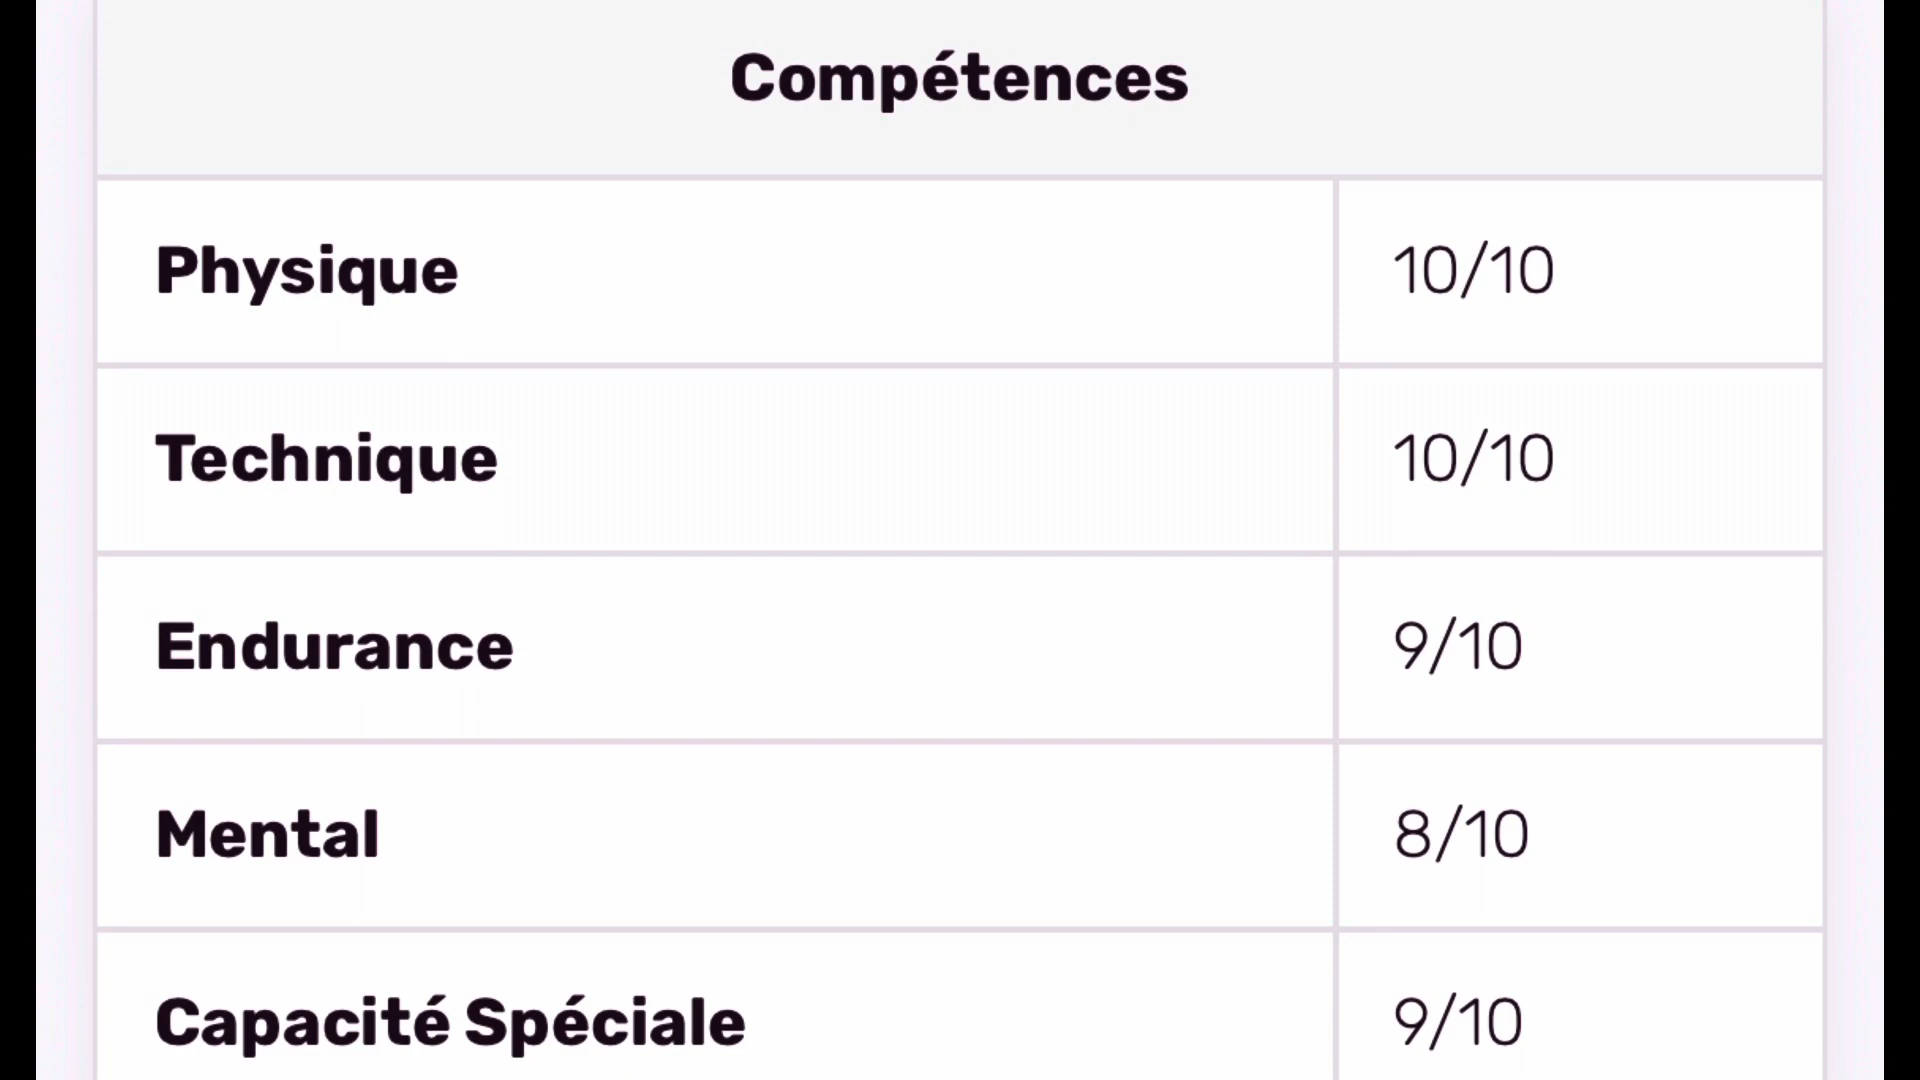 Compétences
Physique 10/10
Technique 10/10
Endurance 9/10
Mental 8/10
Capacité Spéciale 9/10